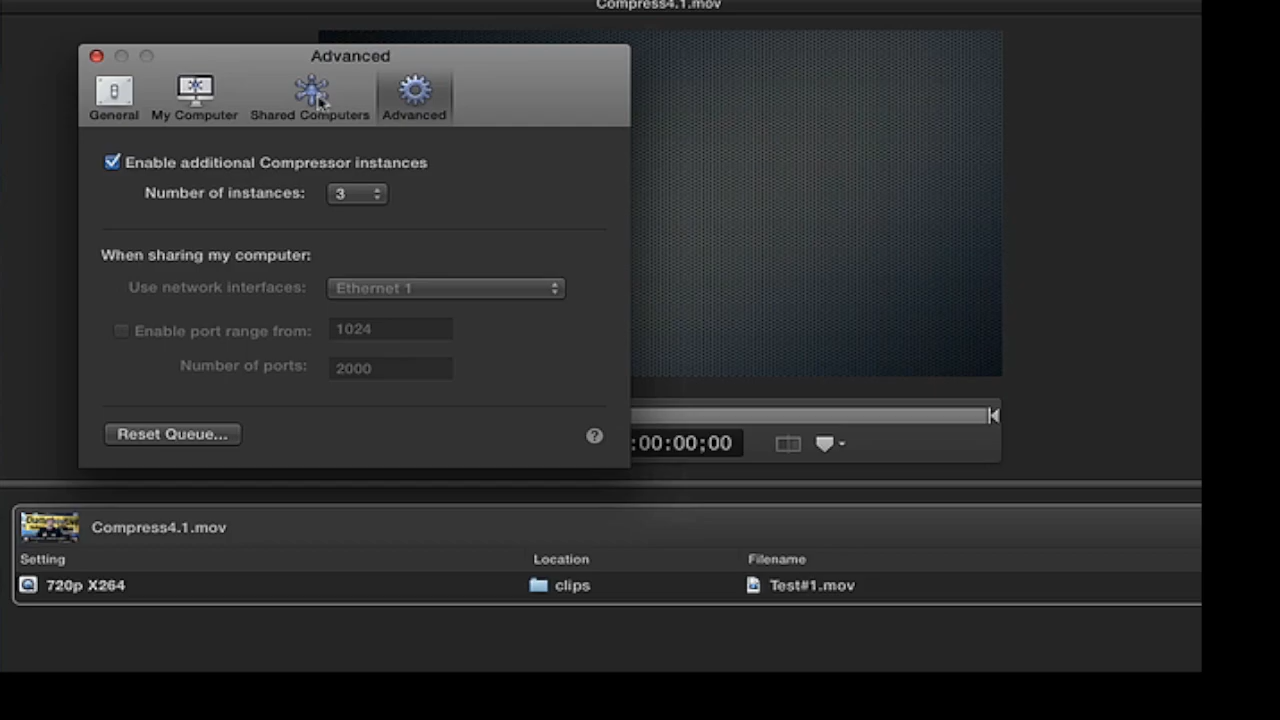 Compress4.1.mov
Advanced
General My Computer Shared Computers Advanced
Enable additional Compressor instances
Number of instances: 3
When sharing my computer:
Use network interfaces: Ethernet 1
Enable port range from: 1024
Number of ports: 2000
Reset Queue... ?
:00:00;00
Compress4.1.mov
Setting Location Filename
720p X264 clips Test#1.mov